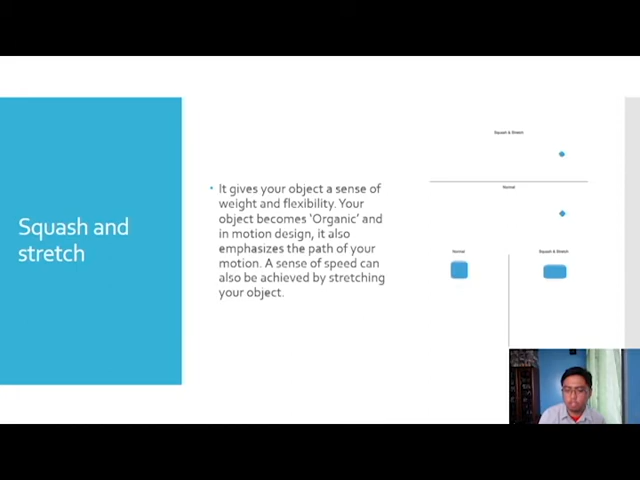 Squash and
stretch
It gives your object a sense of
weight and flexibility. Your
object becomes ‘Organic’ and
in motion design, it also
emphasizes the path of your
motion. A sense of speed can
also be achieved by stretching
your object.
Squash & Stretch
Normal
Normal
Squash & Stretch